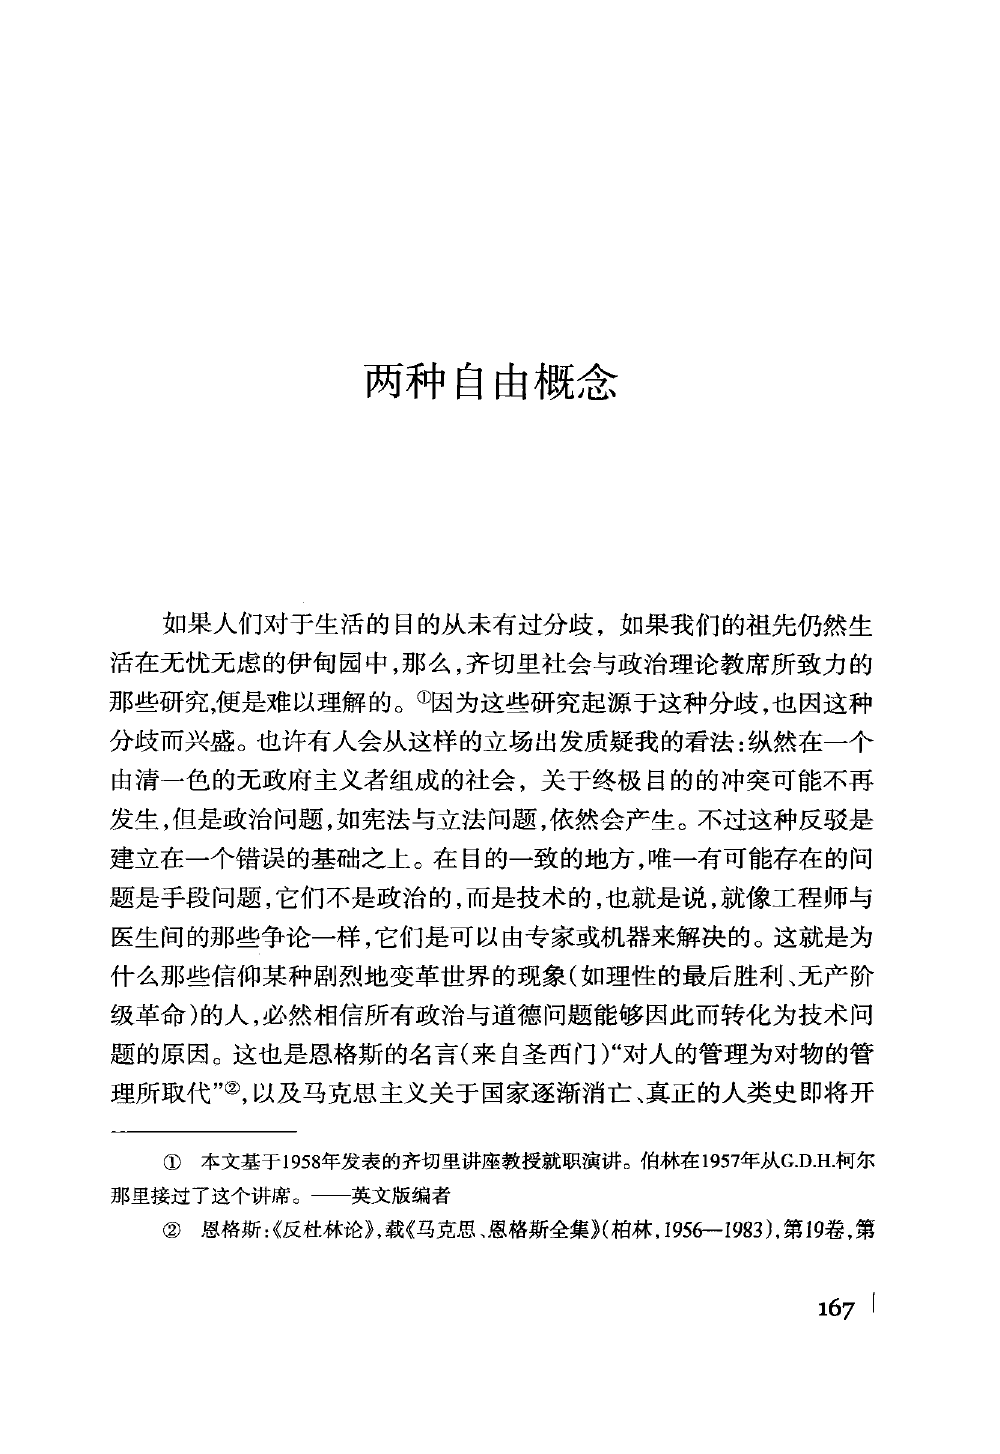 两种自由概念
如果人们对于生活的目的从未有过分歧，如果我们的祖先仍然生
活在无忧无虑的伊甸园中，那么，齐切里社会与政治理论教席所致力的
那些研究，便是难以理解的。①因为这些研究起源于这种分歧，也因这种
分歧而兴盛。也许有人会从这样的立场出发质疑我的看法：纵然在一个
由清一色的无政府主义者组成的社会，关于终极目的的冲突可能不再
发生，但是政治问题，如宪法与立法问题，依然会产生。不过这种反驳是
建立在一个错误的基础之上。在目的一致的地方，唯一有可能存在的问
题是手段问题，它们不是政治的，而是技术的，也就是说，就像工程师与
医生间的那些争论一样，它们是可以由专家或机器来解决的。这就是为
什么那些信仰某种剧烈地变革世界的现象（如理性的最后胜利、无产阶
级革命）的人，必然相信所有政治与道德问题能够因此而转化为技术问
题的原因。这也是恩格斯的名言（来自圣西门）“对人的管理为对物的管
理所取代”②，以及马克思主义关于国家逐渐消亡、真正的人类史即将开
① 本文基于1958年发表的齐切里讲座教授就职演讲。伯林在1957年从G.D.H.柯尔
那里接过了这个讲席。——英文版编者
② 恩格斯：《反杜林论》，载《马克思、恩格斯全集》（柏林，1956—1983），第19卷，第
167